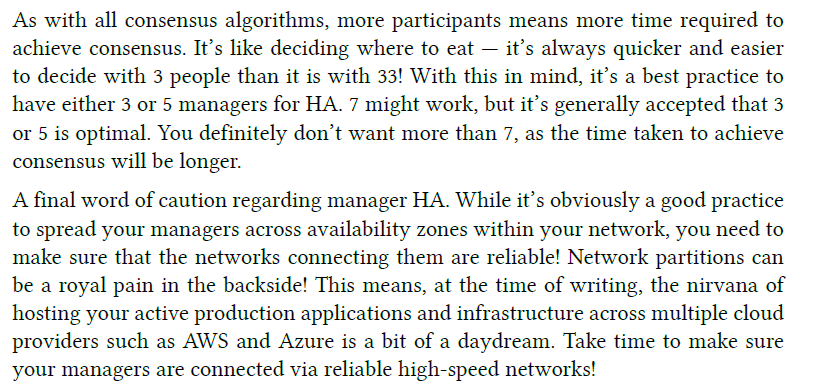 As with all consensus algorithms, more participants means more time required to
achieve consensus. It’s like deciding where to eat — it’s always quicker and easier
to decide with 3 people than it is with 33! With this in mind, it’s a best practice to
have either 3 or 5 managers for HA. 7 might work, but it’s generally accepted that 3
or 5 is optimal. You definitely don’t want more than 7, as the time taken to achieve
consensus will be longer.
A final word of caution regarding manager HA. While it’s obviously a good practice
to spread your managers across availability zones within your network, you need to
make sure that the networks connecting them are reliable! Network partitions can
be a royal pain in the backside! This means, at the time of writing, the nirvana of
hosting your active production applications and infrastructure across multiple cloud
providers such as AWS and Azure is a bit of a daydream. Take time to make sure
your managers are connected via reliable high-speed networks!